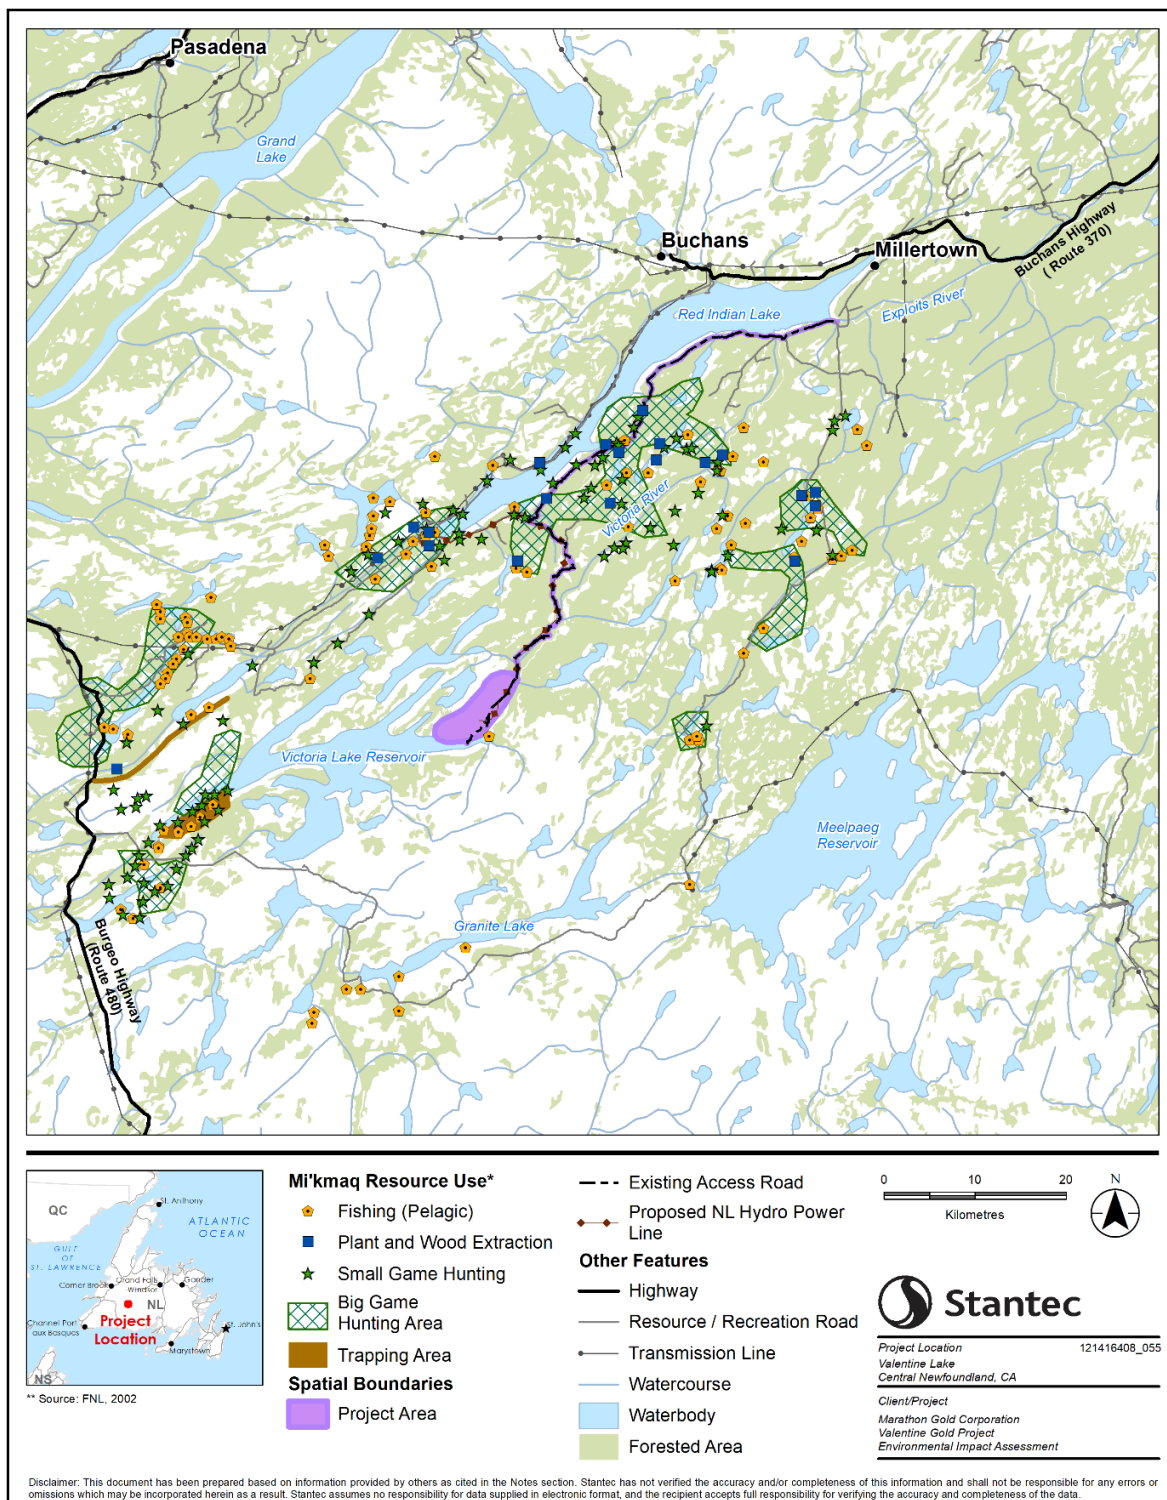 Pasadena
Grand
Lake
Buchans
Millertown
Buchans Highway
( Route 370)
Red Indian Lake
Exploits River
Victoria River
Victoria Lake Reservoir
Meelpaeg
Reservoir
Granite Lake
Burgeo Highway
(Route 480)
QC
St. Anthony
ATLANTIC
OCEAN
GULF
OF
ST. LAWRENCE
Corner Brook
Grand Falls
Windsor
Gander
NL
Project
Location
Channel Port
aux Basques
St. John's
Marystown
NS
** Source: FNL, 2002
Mi'kmaq Resource Use*
Fishing (Pelagic)
Plant and Wood Extraction
Small Game Hunting
Big Game
Hunting Area
Trapping Area
Spatial Boundaries
Project Area
Existing Access Road
Proposed NL Hydro Power
Line
Other Features
Highway
Resource / Recreation Road
Transmission Line
Watercourse
Waterbody
Forested Area
0 10 20
Kilometres
N
Stantec
Project Location 121416408_055
Valentine Lake
Central Newfoundland, CA
Client/Project
Marathon Gold Corporation
Valentine Gold Project
Environmental Impact Assessment
Disclaimer: This document has been prepared based on information provided by others as cited in the Notes section. Stantec has not verified the accuracy and/or completeness of this information and shall not be responsible for any errors or
omissions which may be incorporated herein as a result. Stantec assumes no responsibility for data supplied in electronic format, and the recipient accepts full responsibility for verifying the accuracy and completeness of the data.